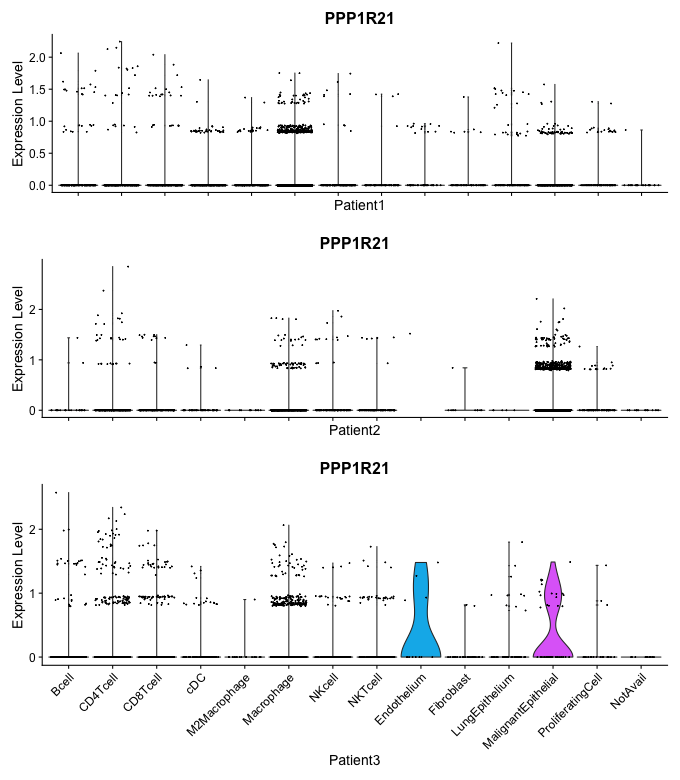 PPP1R21
Expression Level
2.0
1.5
1.0
0.5
0.0
Patient1
PPP1R21
Expression Level
2
1
0
Patient2
PPP1R21
Expression Level
2
1
0
Bcell
CD4Tcell
CD8Tcell
cDC
M2Macrophage
Macrophage
NKcell
NKTcell
Endothelium
Fibroblast
LungEpithelium
MalignantEpithelial
ProliferatingCell
NotAvail
Patient3